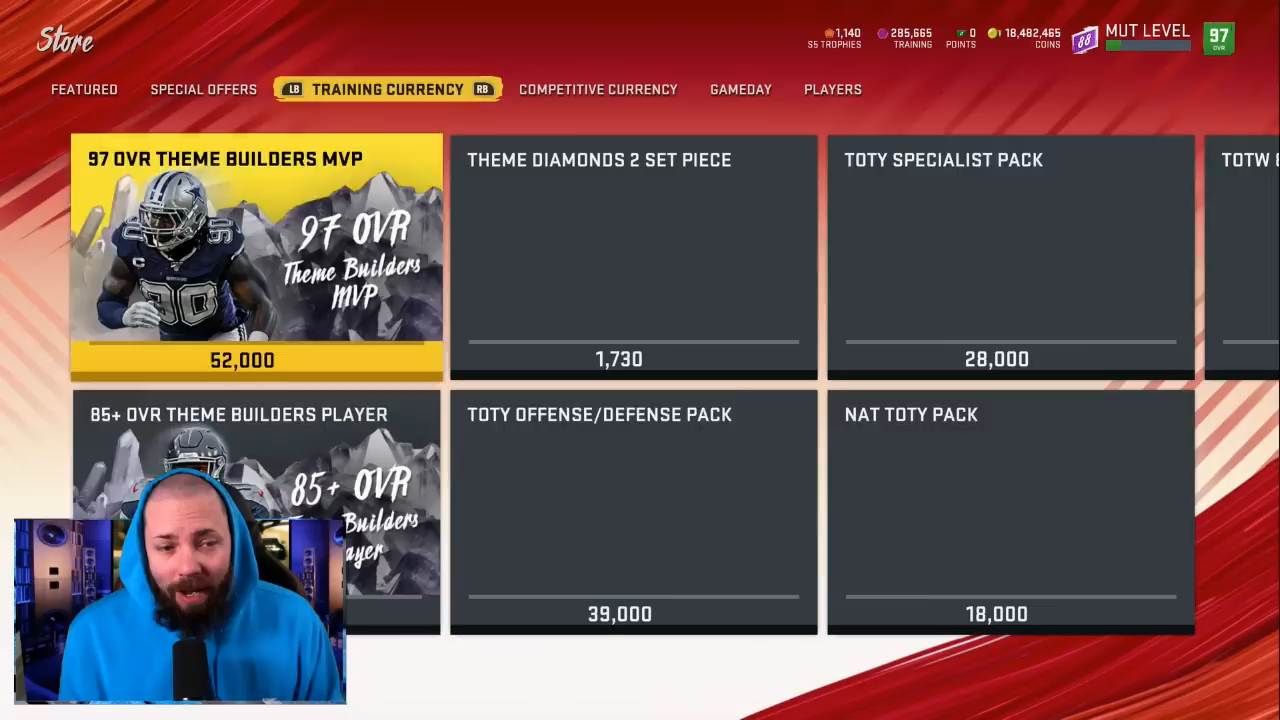 Store
1,140
S5 TROPHIES
285,665
TRAINING
0
POINTS
18,482,465
COINS
88
MUT LEVEL
97
OVR
FEATURED
SPECIAL OFFERS
LB TRAINING CURRENCY RB
COMPETITIVE CURRENCY
GAMEDAY
PLAYERS
97 OVR THEME BUILDERS MVP
90
90
97 OVR
Theme Builders
MVP
52,000
THEME DIAMONDS 2 SET PIECE
1,730
TOTY SPECIALIST PACK
28,000
TOTW
85+ OVR THEME BUILDERS PLAYER
85+ OVR
Builders
ayer
TOTY OFFENSE/DEFENSE PACK
39,000
NAT TOTY PACK
18,000